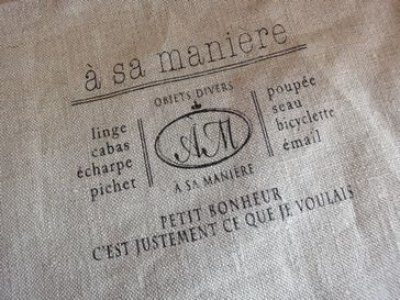 à sa maniere
OBJETS DIVERS
linge
cabas
écharpe
pichet
AM
poupée
seau
bicyclette
émail
À SA MANIÈRE
PETIT BONHEUR
C'EST JUSTEMENT CE QUE JE VOULAIS